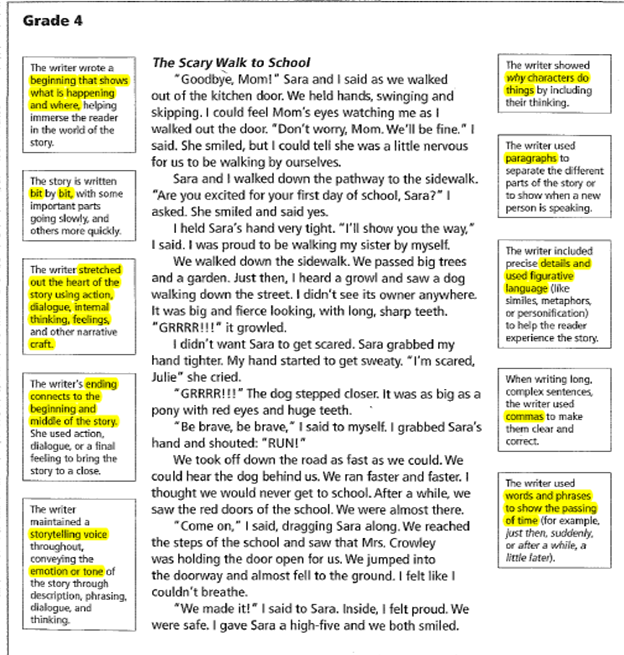 Grade 4
The writer wrote a
beginning that shows
what is happening
and where, helping
immerse the reader
in the world of the
story.
The story is written
bit by bit, with some
important parts
going slowly, and
others more quickly.
The writer stretched
out the heart of the
story using action,
dialogue, internal
thinking, feelings,
and other narrative
craft.
The writer's ending
connects to the
beginning and
middle of the story.
She used action,
dialogue, or a final
feeling to bring the
story to a close.
The writer
maintained a
storytelling voice
throughout,
conveying the
emotion or tone of
the story through
description, phrasing,
dialogue, and
thinking.
The Scary Walk to School
"Goodbye, Mom!" Sara and I said as we walked
out of the kitchen door. We held hands, swinging and
skipping. I could feel Mom's eyes watching me as I
walked out the door. "Don't worry, Mom. We'll be fine." I
said. She smiled, but I could tell she was a little nervous
for us to be walking by ourselves.
Sara and I walked down the pathway to the sidewalk.
"Are you excited for your first day of school, Sara?" I
asked. She smiled and said yes.
I held Sara's hand very tight. "I'll show you the way,"
I said. I was proud to be walking my sister by myself.
We walked down the sidewalk. We passed big trees
and a garden. Just then, I heard a growl and saw a dog
walking down the street. I didn't see its owner anywhere.
It was big and fierce looking, with long, sharp teeth.
"GRRRR!!!" it growled.
I didn't want Sara to get scared. Sara grabbed my
hand tighter. My hand started to get sweaty. "I'm scared,
Julie" she cried.
"GRRRR!!!" The dog stepped closer. It was as big as a
pony with red eyes and huge teeth.
"Be brave, be brave," I said to myself. I grabbed Sara's
hand and shouted: "RUN!"
We took off down the road as fast as we could. We
could hear the dog behind us. We ran faster and faster. I
thought we would never get to school. After a while, we
saw the red doors of the school. We were almost there.
"Come on," I said, dragging Sara along. We reached
the steps of the school and saw that Mrs. Crowley
was holding the door open for us. We jumped into
the doorway and almost fell to the ground. I felt like I
couldn't breathe.
"We made it!" I said to Sara. Inside, I felt proud. We
were safe. I gave Sara a high-five and we both smiled.
The writer showed
why characters do
things by including
their thinking.
The writer used
paragraphs to
separate the different
parts of the story or
to show when a new
person is speaking.
The writer included
precise details and
used figurative
language (like
similes, metaphors,
or personification)
to help the reader
experience the story.
When writing long,
complex sentences,
the writer used
commas to make
them clear and
correct.
The writer used
words and phrases
to show the passing
of time (for example,
just then, suddenly,
or after a while, a
little later).